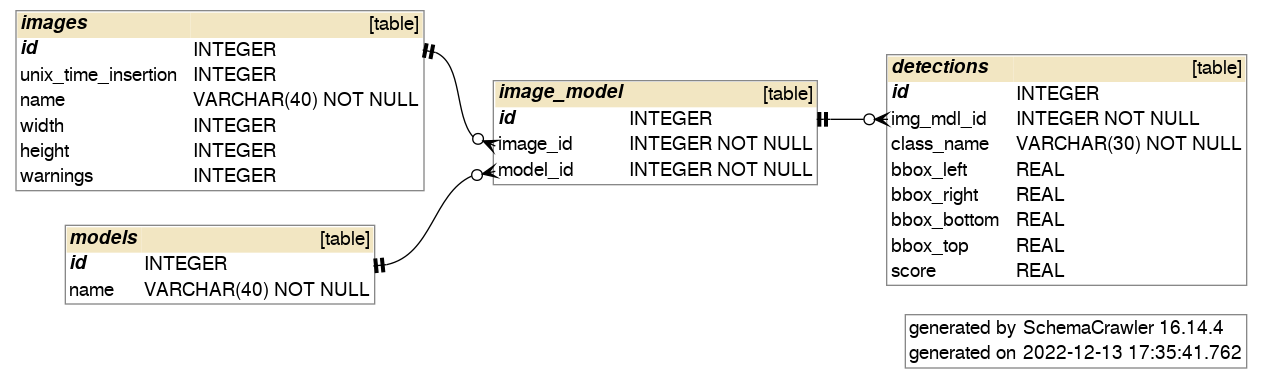 images [table]
id INTEGER
unix_time_insertion INTEGER
name VARCHAR(40) NOT NULL
width INTEGER
height INTEGER
warnings INTEGER
models [table]
id INTEGER
name VARCHAR(40) NOT NULL
image_model [table]
id INTEGER
image_id INTEGER NOT NULL
model_id INTEGER NOT NULL
detections [table]
id INTEGER
img_mdl_id INTEGER NOT NULL
class_name VARCHAR(30) NOT NULL
bbox_left REAL
bbox_right REAL
bbox_bottom REAL
bbox_top REAL
score REAL
generated by SchemaCrawler 16.14.4
generated on 2022-12-13 17:35:41.762